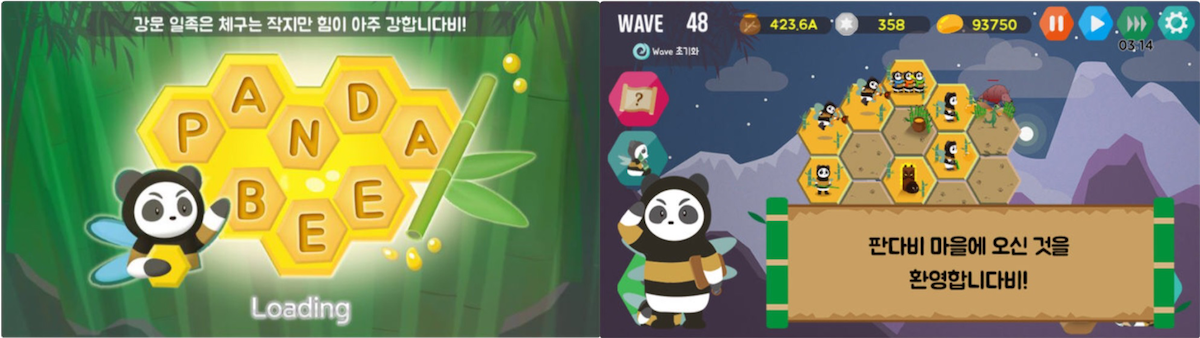 강문 일족은 체구는 작지만 힘이 아주 강합니다비!
PANDA
BEE
Loading
WAVE 48
423.6A
358
93750
Wave 초기화
03:14
?
판다비 마을에 오신 것을
환영합니다비!